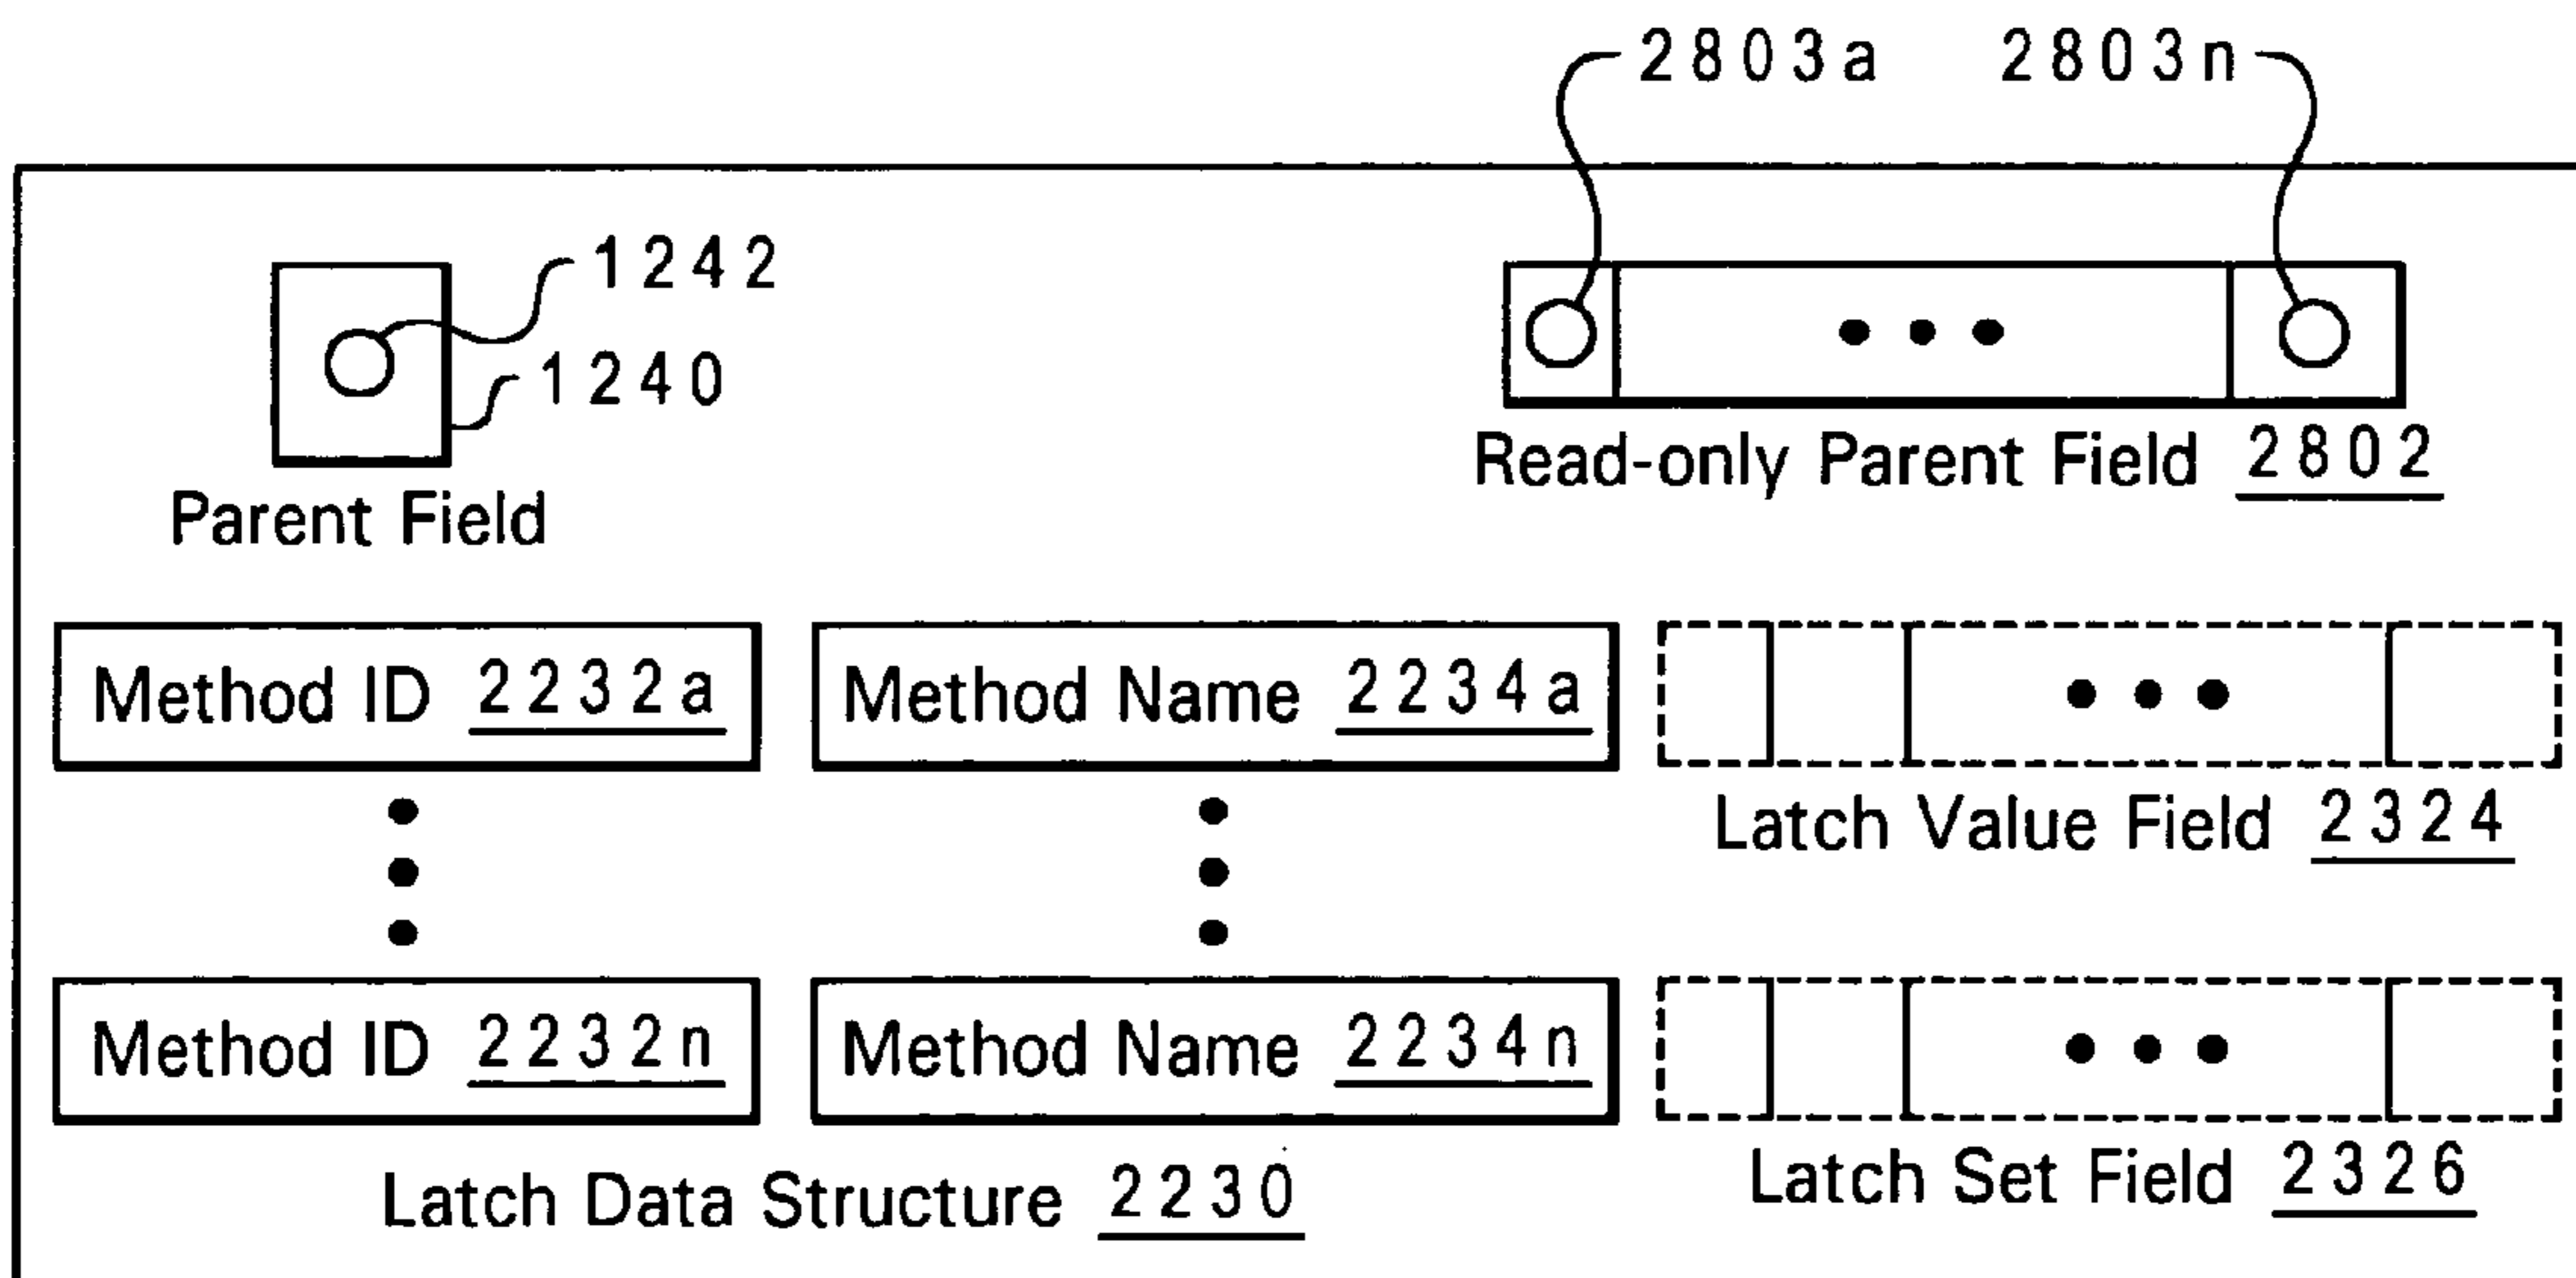 2803a 2803n
1242
1240
Parent Field
Read-only Parent Field 2802
Method ID 2232a Method Name 2234a
Latch Value Field 2324
Method ID 2232n Method Name 2234n
Latch Set Field 2326
Latch Data Structure 2230